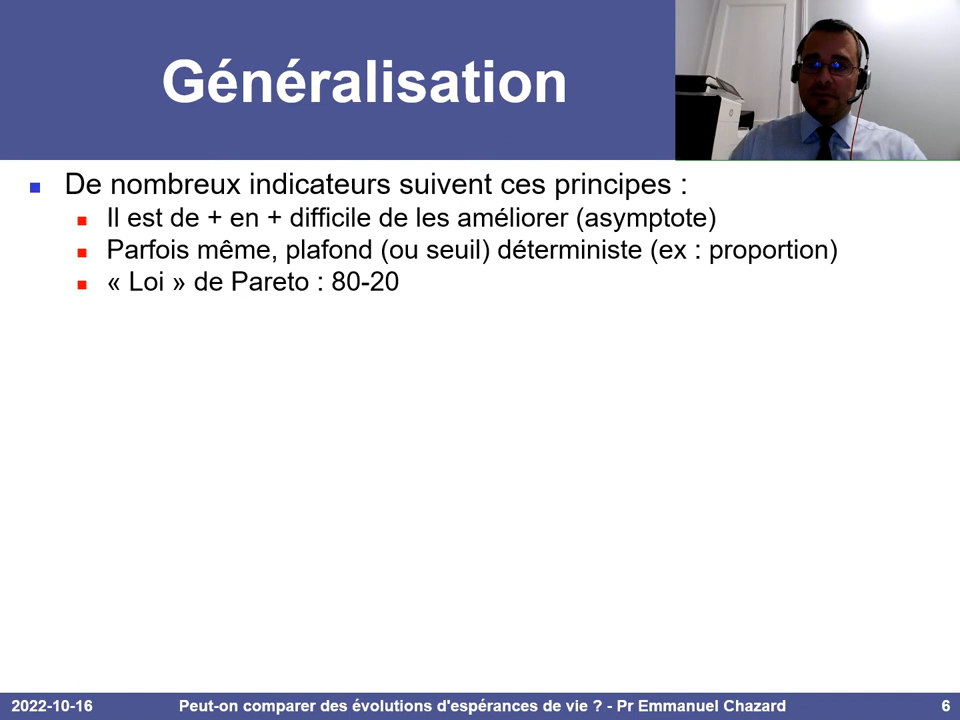 Généralisation
De nombreux indicateurs suivent ces principes :
Il est de + en + difficile de les améliorer (asymptote)
Parfois même, plafond (ou seuil) déterministe (ex : proportion)
« Loi » de Pareto : 80-20
2022-10-16 Peut-on comparer des évolutions d'espérances de vie ? - Pr Emmanuel Chazard 6